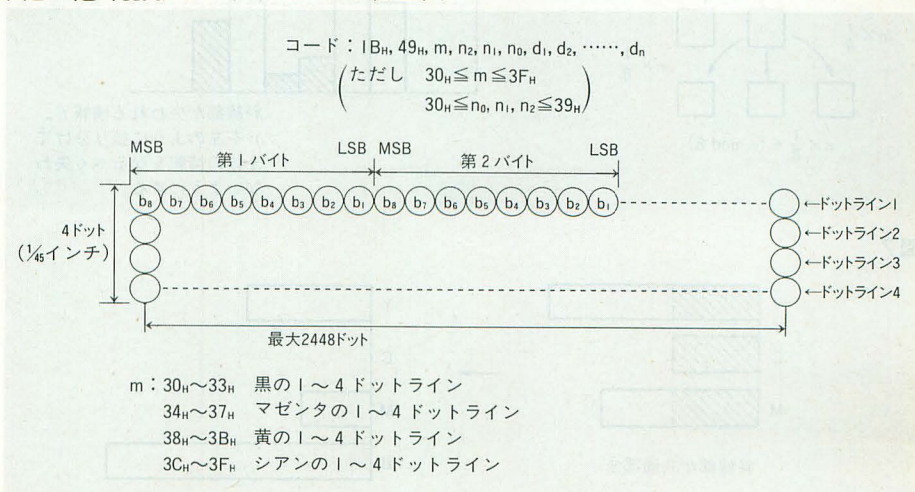 コード：1BH, 49H, m, n2, n1, n0, d1, d2, ……, dn
(ただし 30H≦m≦3FH
30H≦n0, n1, n2≦39H)
MSB 第1バイト LSB MSB 第2バイト LSB
b8 b7 b6 b5 b4 b3 b2 b1 b8 b7 b6 b5 b4 b3 b2 b1 ←ドットライン1
4ドット ←ドットライン2
(1/45インチ) ←ドットライン3
←ドットライン4
最大2448ドット
m：30H～33H 黒の1～4ドットライン
34H～37H マゼンタの1～4ドットライン
38H～3BH 黄の1～4ドットライン
3CH～3FH シアンの1～4ドットライン